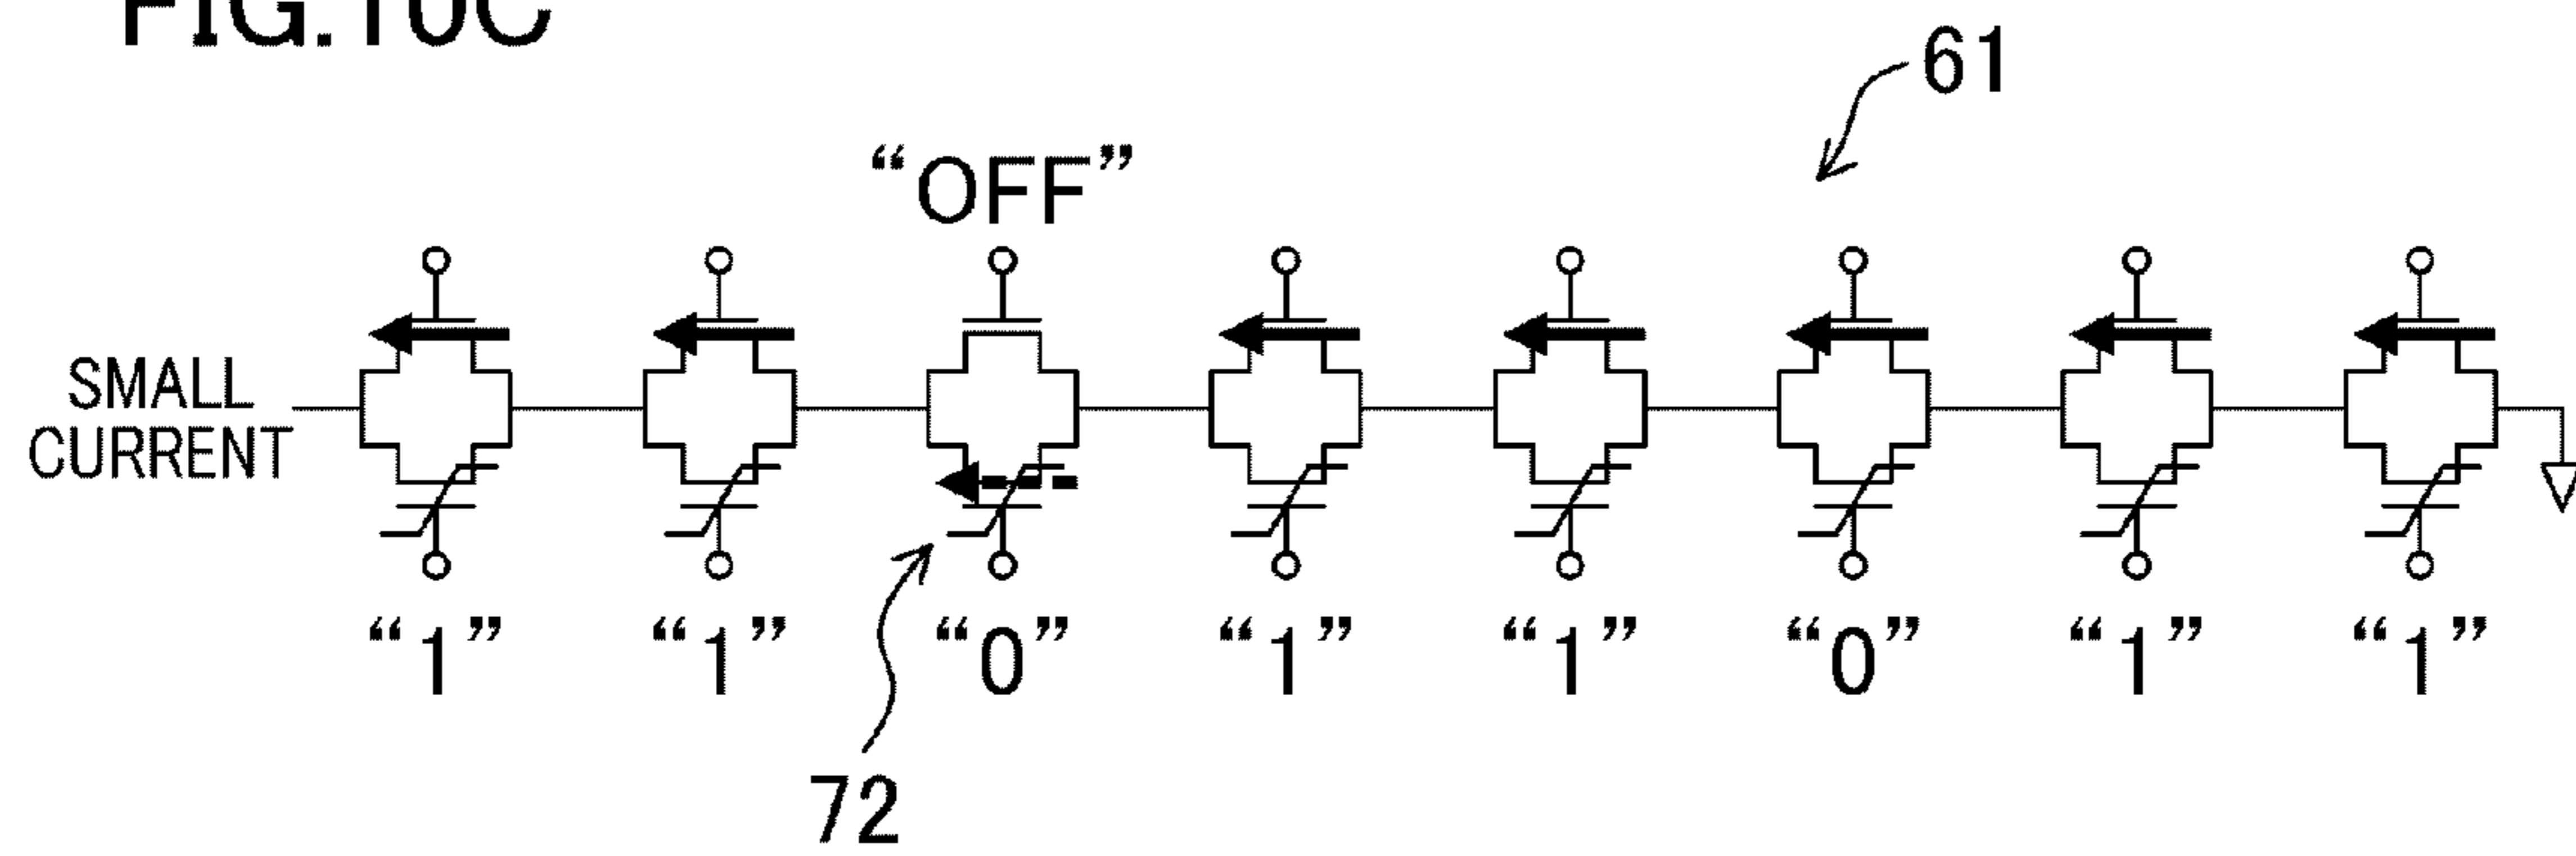 FIG.10C
61
“OFF”
SMALL
CURRENT
“1” “1” “0” “1” “1” “0” “1” “1”
72